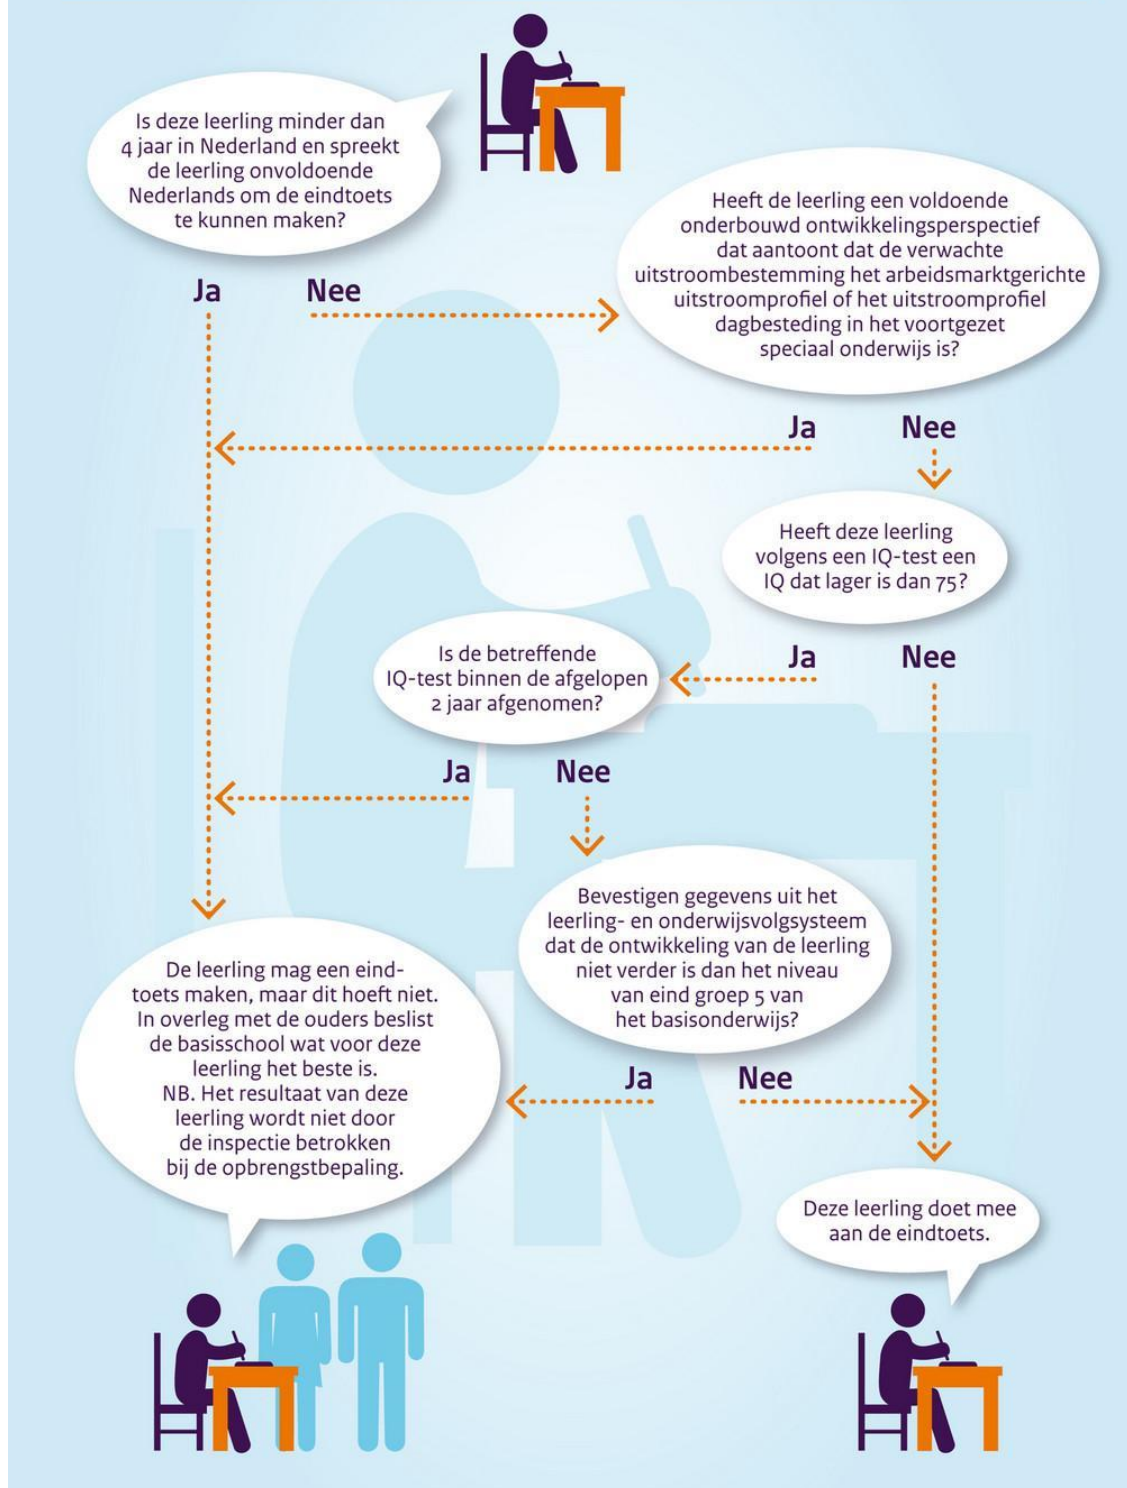 Is deze leerling minder dan
4 jaar in Nederland en spreekt
de leerling onvoldoende
Nederlands om de eindtoets
te kunnen maken?
Ja Nee
Heeft de leerling een voldoende
onderbouwd ontwikkelingsperspectief
dat aantoont dat de verwachte
uitstroombestemming het arbeidsmarktgerichte
uitstroomprofiel of het uitstroomprofiel
dagbesteding in het voortgezet
speciaal onderwijs is?
Ja Nee
Heeft deze leerling
volgens een IQ-test een
IQ dat lager is dan 75?
Ja Nee
Is de betreffende
IQ-test binnen de afgelopen
2 jaar afgenomen?
Ja Nee
Bevestigen gegevens uit het
leerling- en onderwijsvolgsysteem
dat de ontwikkeling van de leerling
niet verder is dan het niveau
van eind groep 5 van
het basisonderwijs?
Ja Nee
De leerling mag een eind-
toets maken, maar dit hoeft niet.
In overleg met de ouders beslist
de basisschool wat voor deze
leerling het beste is.
NB. Het resultaat van deze
leerling wordt niet door
de inspectie betrokken
bij de opbrengstbepaling.
Deze leerling doet mee
aan de eindtoets.